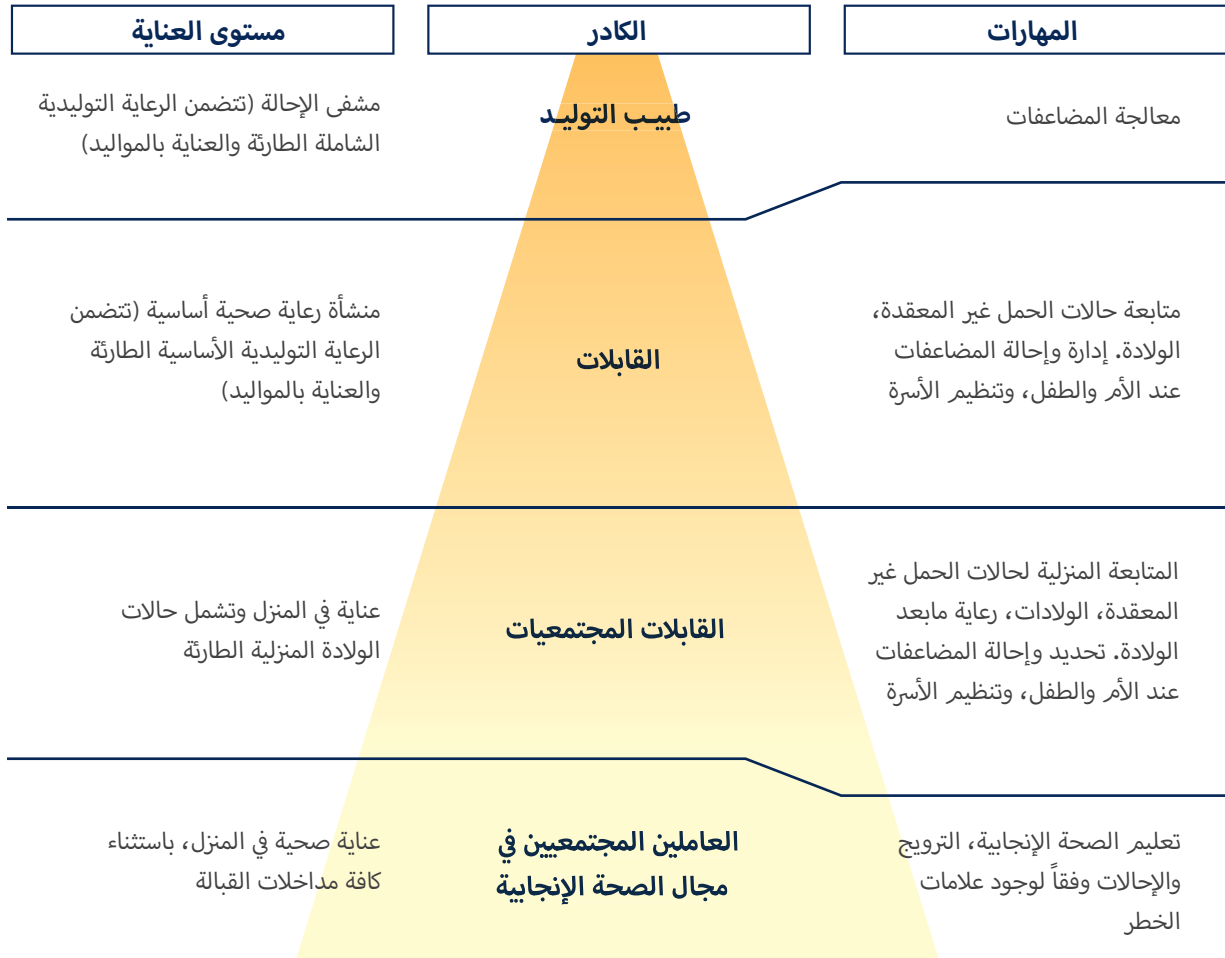 المهارات
الكادر
مستوى العناية
معالجة المضاعفات
طبيـب التوليـد
مشفى الإحالة (تتضمن الرعاية التوليدية
الشاملة الطارئة والعناية بالمواليد)
متابعة حالات الحمل غير المعقدة،
الولادة. إدارة وإحالة المضاعفات
عند الأم والطفل، وتنظيم الأسرة
القابلات
منشأة رعاية صحية أساسية (تتضمن
الرعاية التوليدية الأساسية الطارئة
والعناية بالمواليد)
المتابعة المنزلية لحالات الحمل غير
المعقدة، الولادات، رعاية مابعد
الولادة. تحديد وإحالة المضاعفات
عند الأم والطفل، وتنظيم الأسرة
القابلات المجتمعيات
عناية في المنزل وتشمل حالات
الولادة المنزلية الطارئة
تعليم الصحة الإنجابية، الترويج
والإحالات وفقاً لوجود علامات
الخطر
العاملين المجتمعيين في
مجال الصحة الإنجابية
عناية صحية في المنزل، باستثناء
كافة مداخلات القبالة